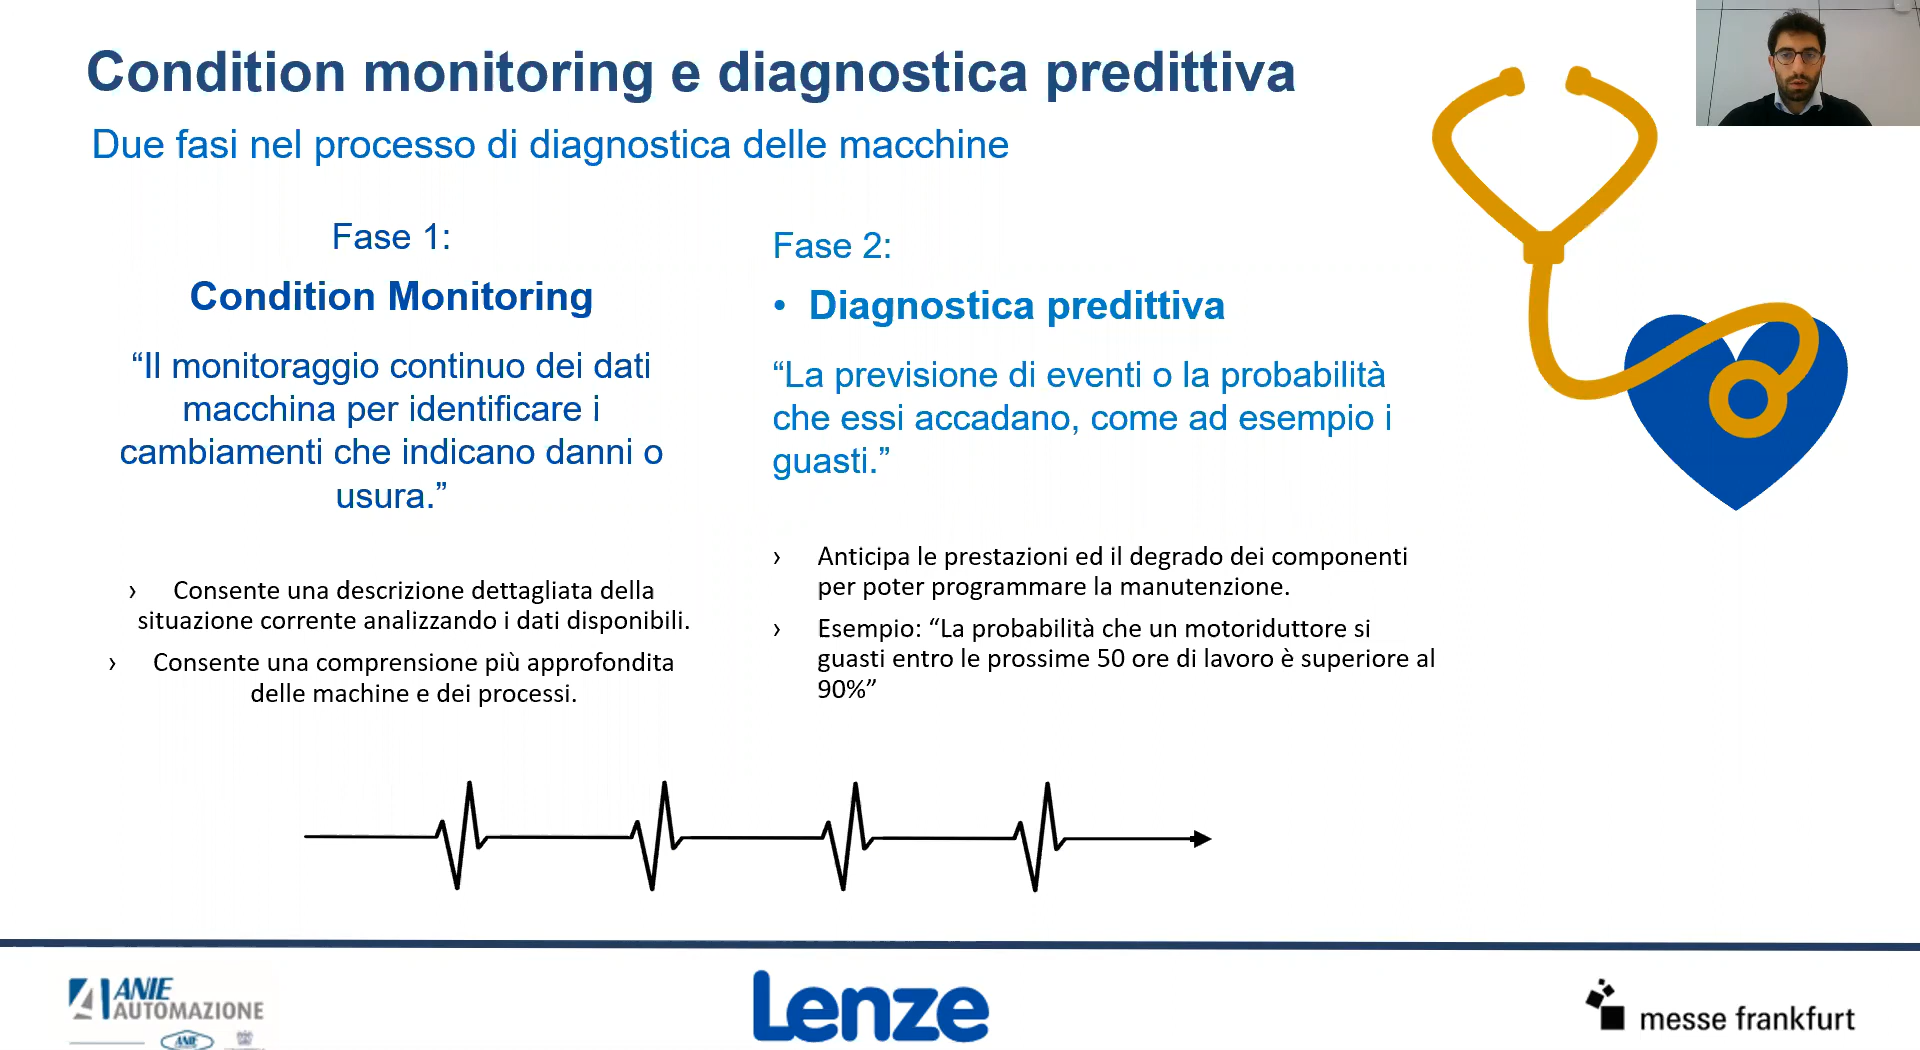 Condition monitoring e diagnostica predittiva
Due fasi nel processo di diagnostica delle macchine
Fase 1:
Condition Monitoring
“Il monitoraggio continuo dei dati
macchina per identificare i
cambiamenti che indicano danni o
usura.”
› Consente una descrizione dettagliata della
situazione corrente analizzando i dati disponibili.
› Consente una comprensione più approfondita
delle machine e dei processi.
Fase 2:
• Diagnostica predittiva
“La previsione di eventi o la probabilità
che essi accadano, come ad esempio i
guasti.”
› Anticipa le prestazioni ed il degrado dei componenti
per poter programmare la manutenzione.
› Esempio: “La probabilità che un motoriduttore si
guasti entro le prossime 50 ore di lavoro è superiore al
90%”
ANIE
AUTOMAZIONE
ANIE
Lenze
messe frankfurt